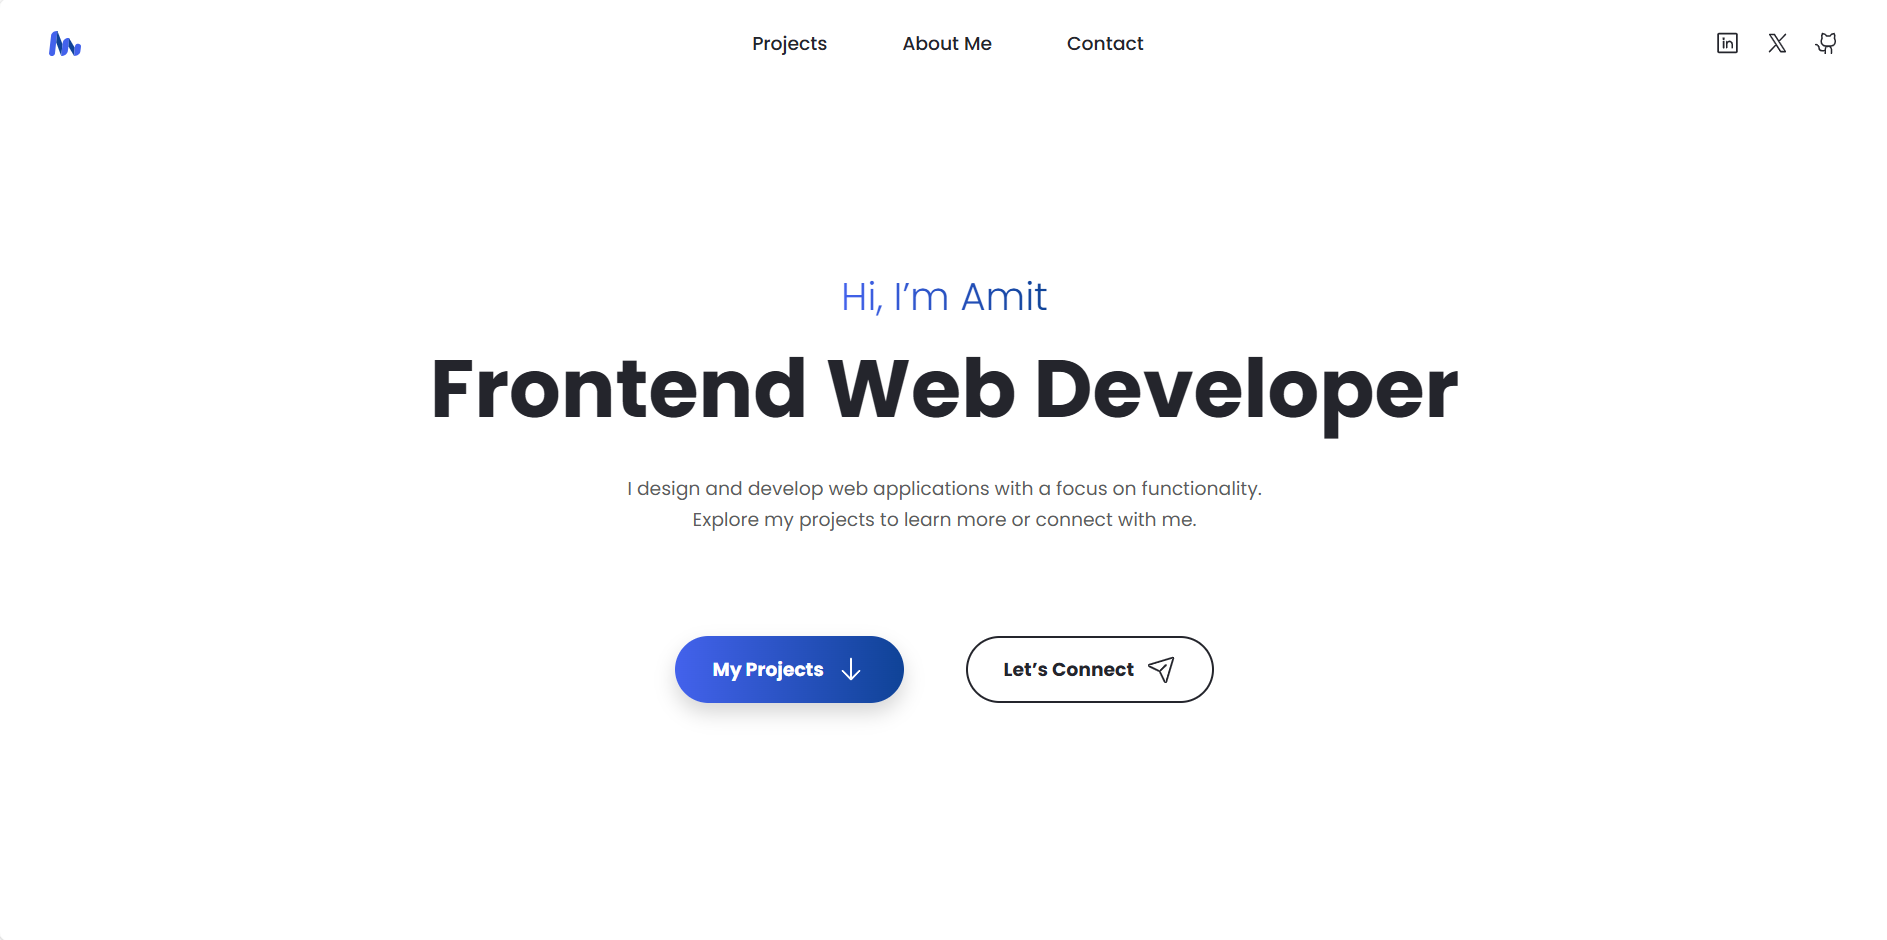 Projects
About Me
Contact
Hi, I’m Amit
Frontend Web Developer
I design and develop web applications with a focus on functionality.
Explore my projects to learn more or connect with me.
My Projects
Let’s Connect